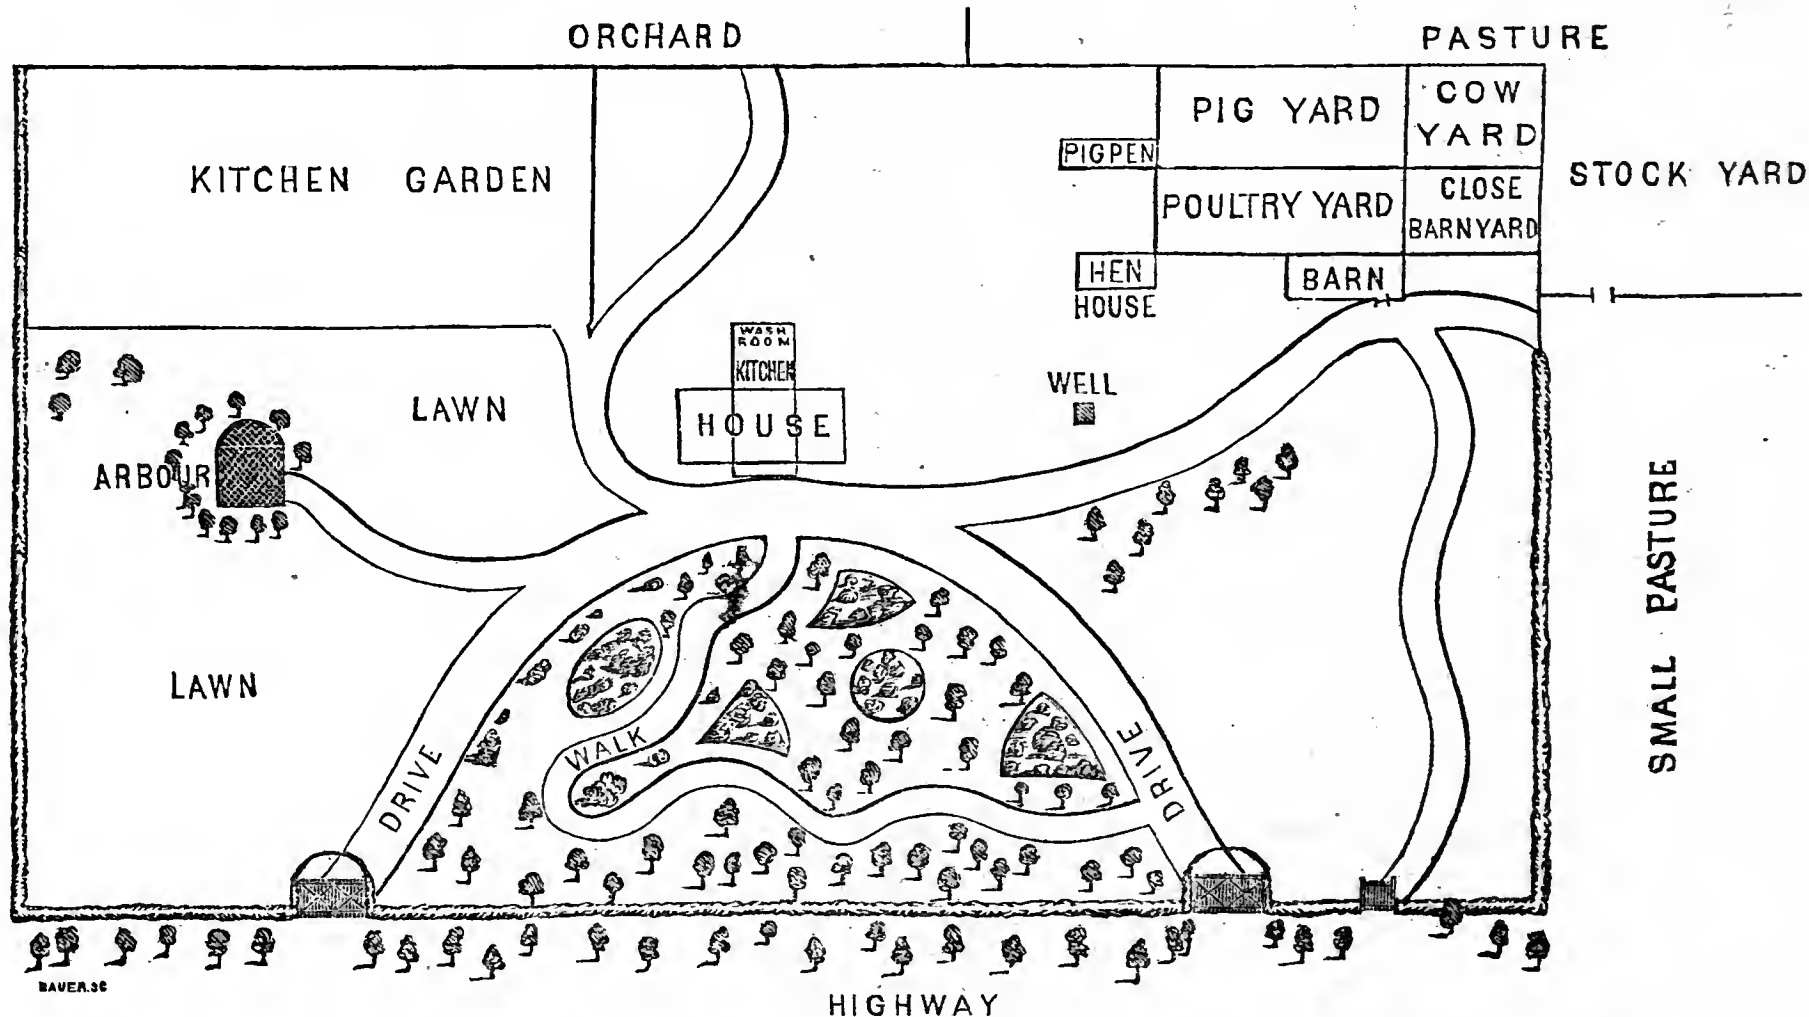 ORCHARD
PASTURE
PIG YARD
COW
YARD
PIGPEN
KITCHEN GARDEN
STOCK YARD
POULTRY YARD
CLOSE
BARNYARD
HEN
HOUSE
BARN
WASH
ROOM
KITCHEN
HOUSE
WELL
LAWN
ARBOUR
SMALL PASTURE
LAWN
DRIVE
WALK
DRIVE
BAUER.SC
HIGHWAY